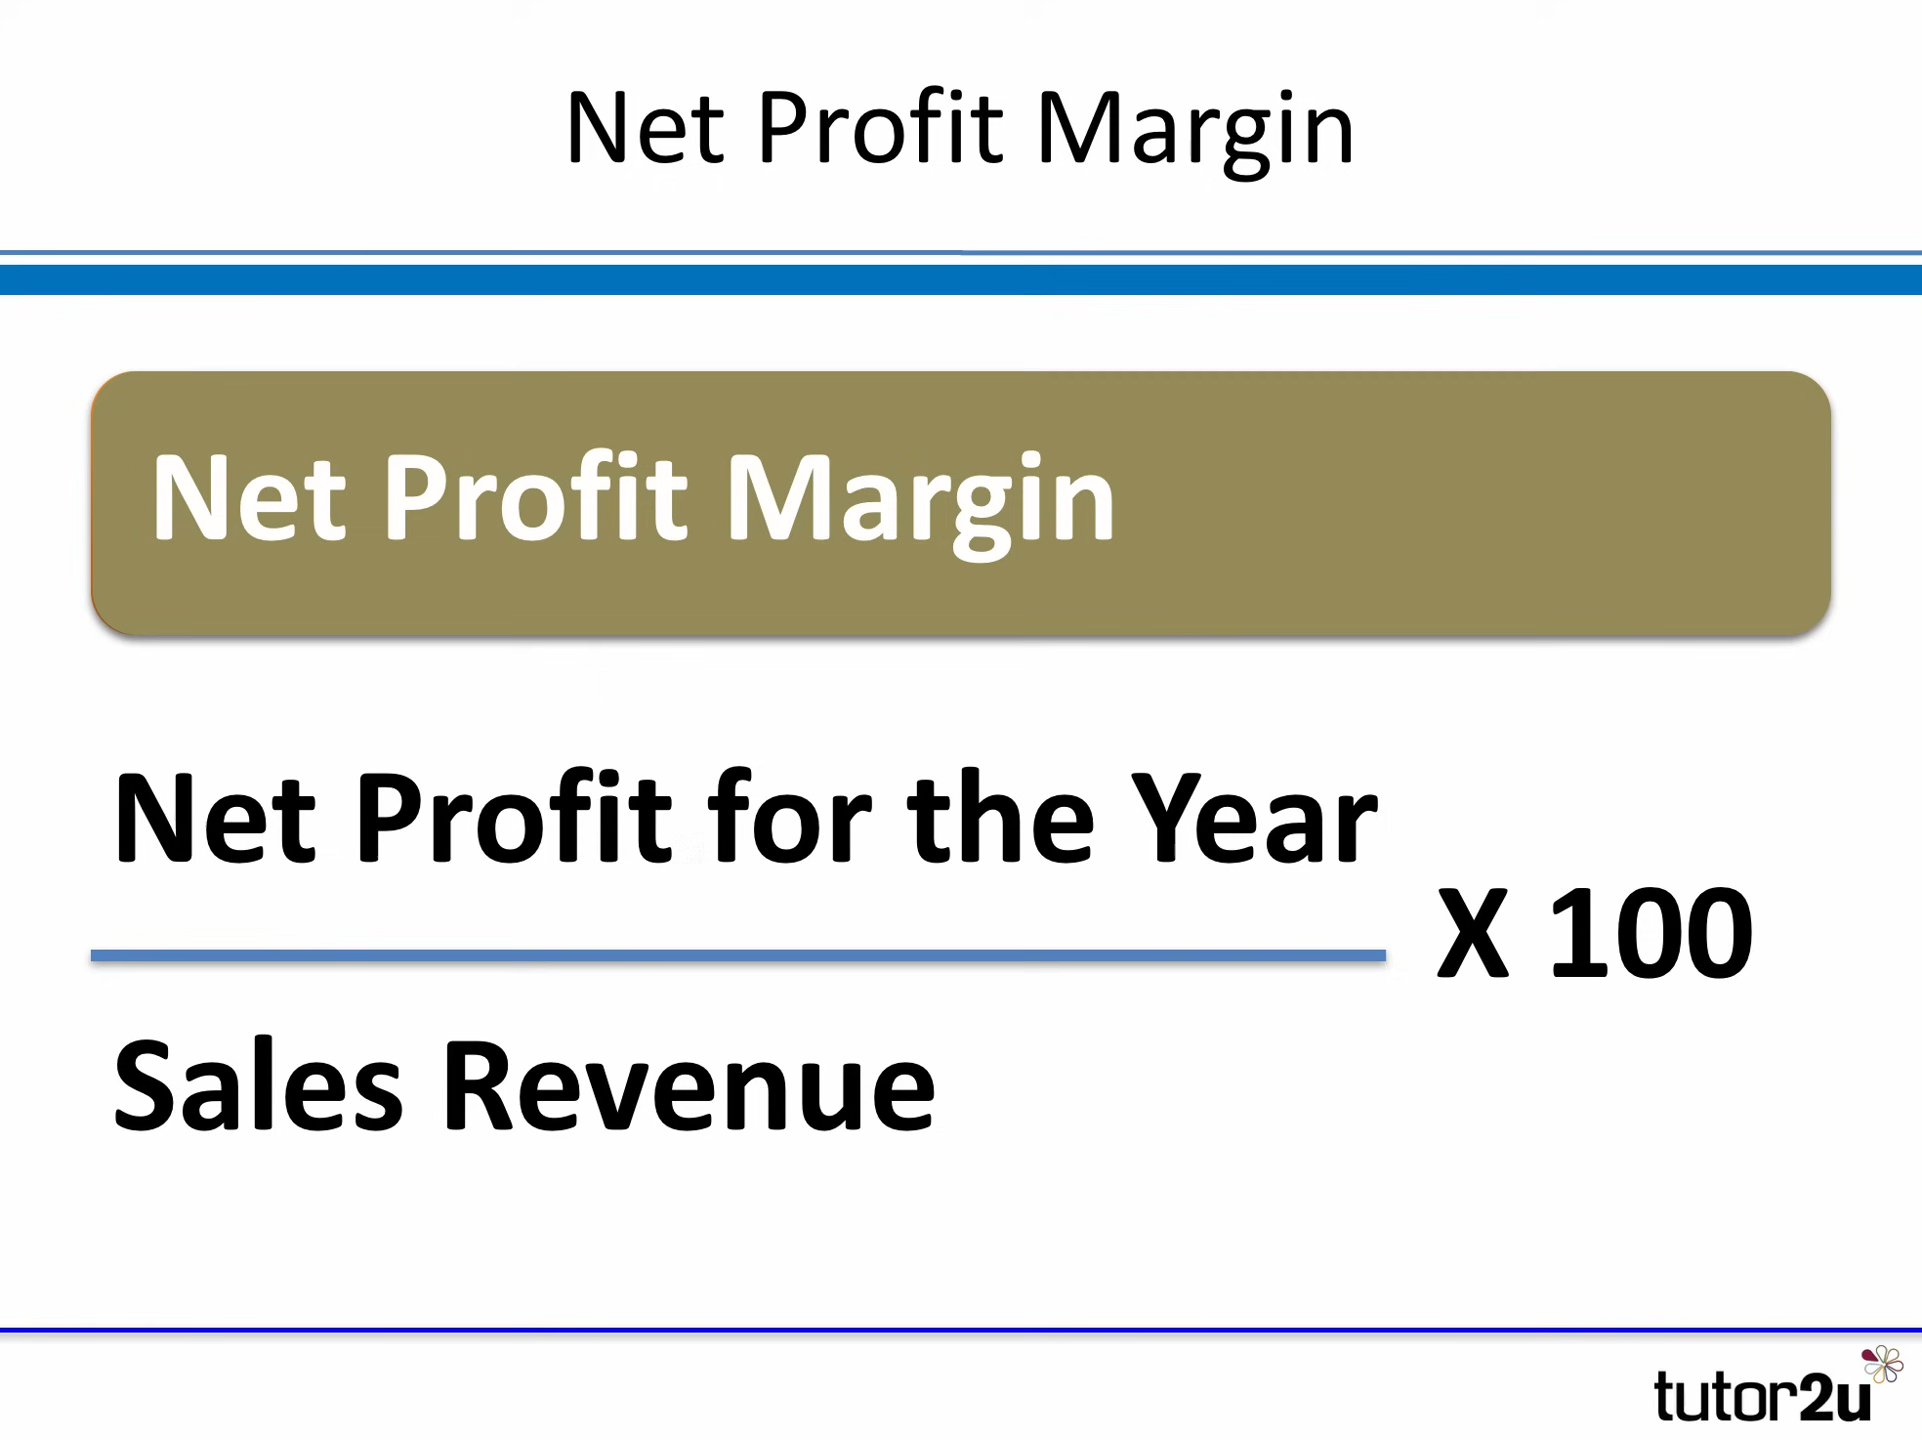 Net Profit Margin
Net Profit Margin
Net Profit for the Year
X 100
Sales Revenue
tutor2u